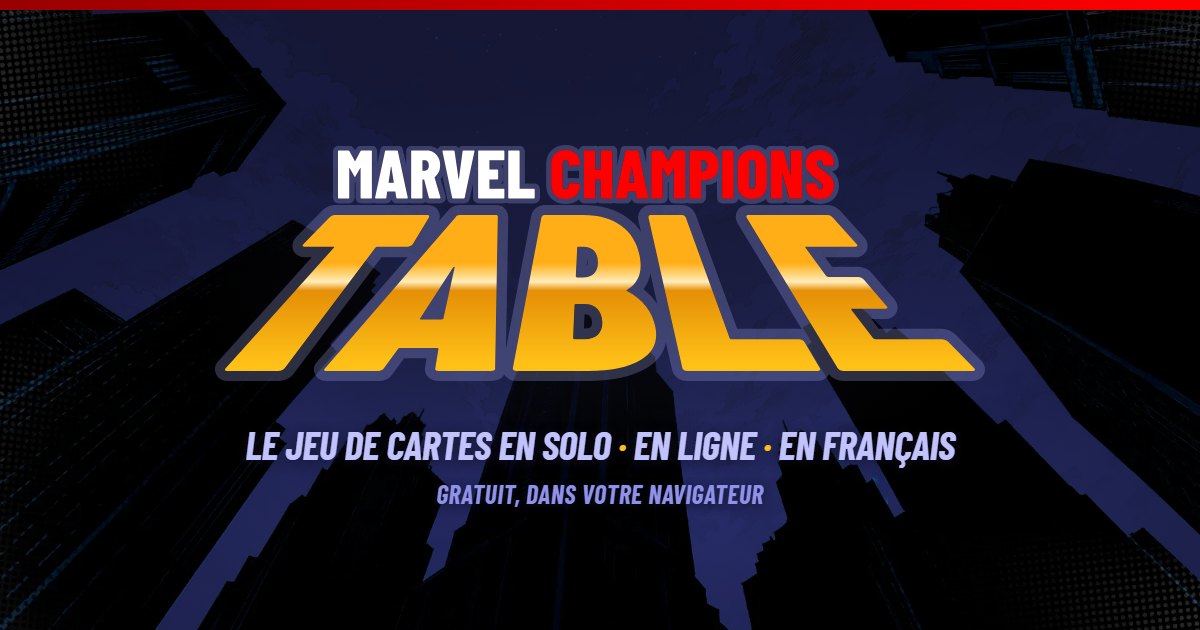 MARVEL CHAMPIONS
TABLE
LE JEU DE CARTES EN SOLO · EN LIGNE · EN FRANÇAIS
GRATUIT, DANS VOTRE NAVIGATEUR